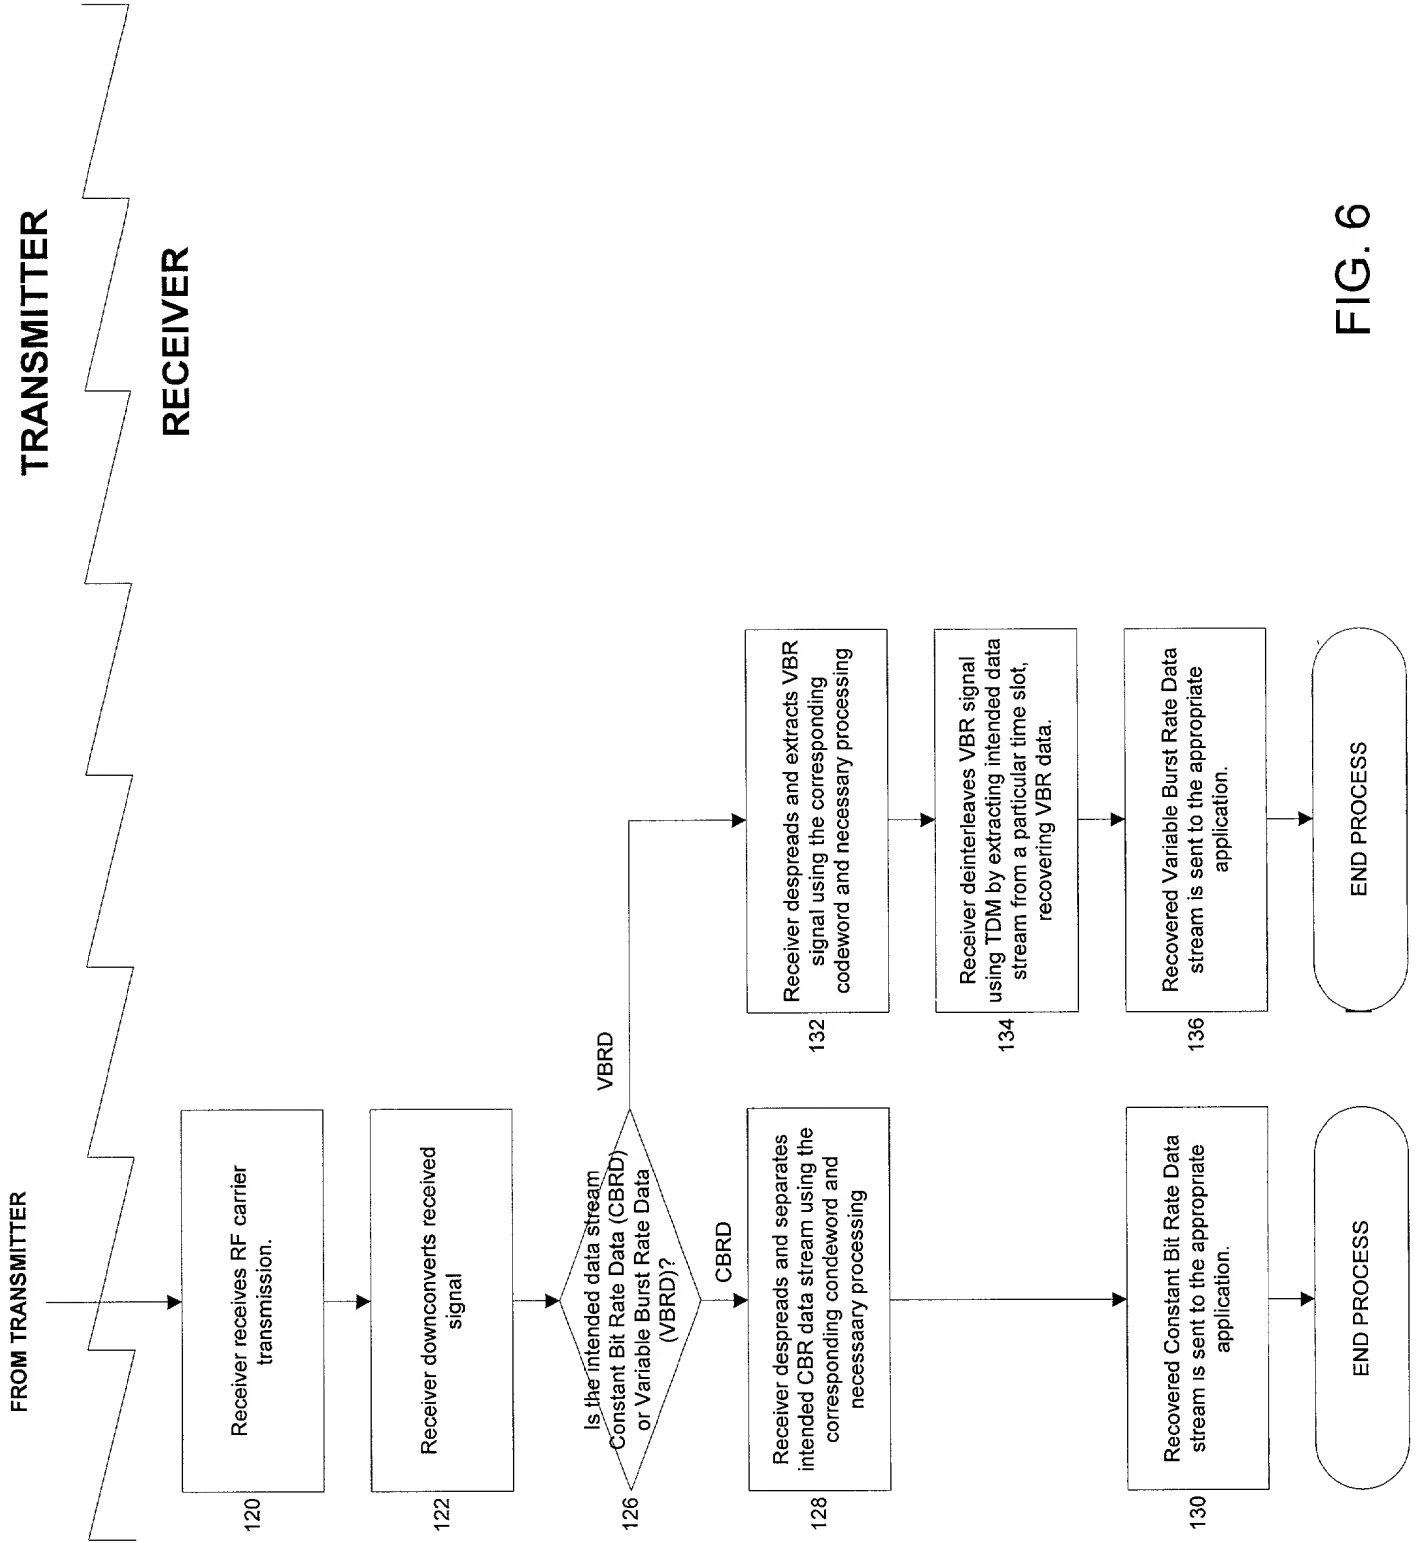 TRANSMITTER
RECEIVER
FROM TRANSMITTER
Receiver receives RF carrier
transmission.
120
Receiver downconverts received
signal
122
Is the intended data stream
Constant Bit Rate Data (CBRD)
or Variable Burst Rate Data
(VBRD)?
126
VBRD
CBRD
Receiver despreads and separates
intended CBR data stream using the
corresponding condeword and
necessaary processing
128
Recovered Constant Bit Rate Data
stream is sent to the appropriate
application.
130
END PROCESS
Receiver despreads and extracts VBR
signal using the corresponding
codeword and necessary processing
132
Receiver deinterleaves VBR signal
using TDM by extracting intended data
stream from a particular time slot,
recovering VBR data.
134
Recovered Variable Burst Rate Data
stream is sent to the appropriate
application.
136
END PROCESS
FIG. 6